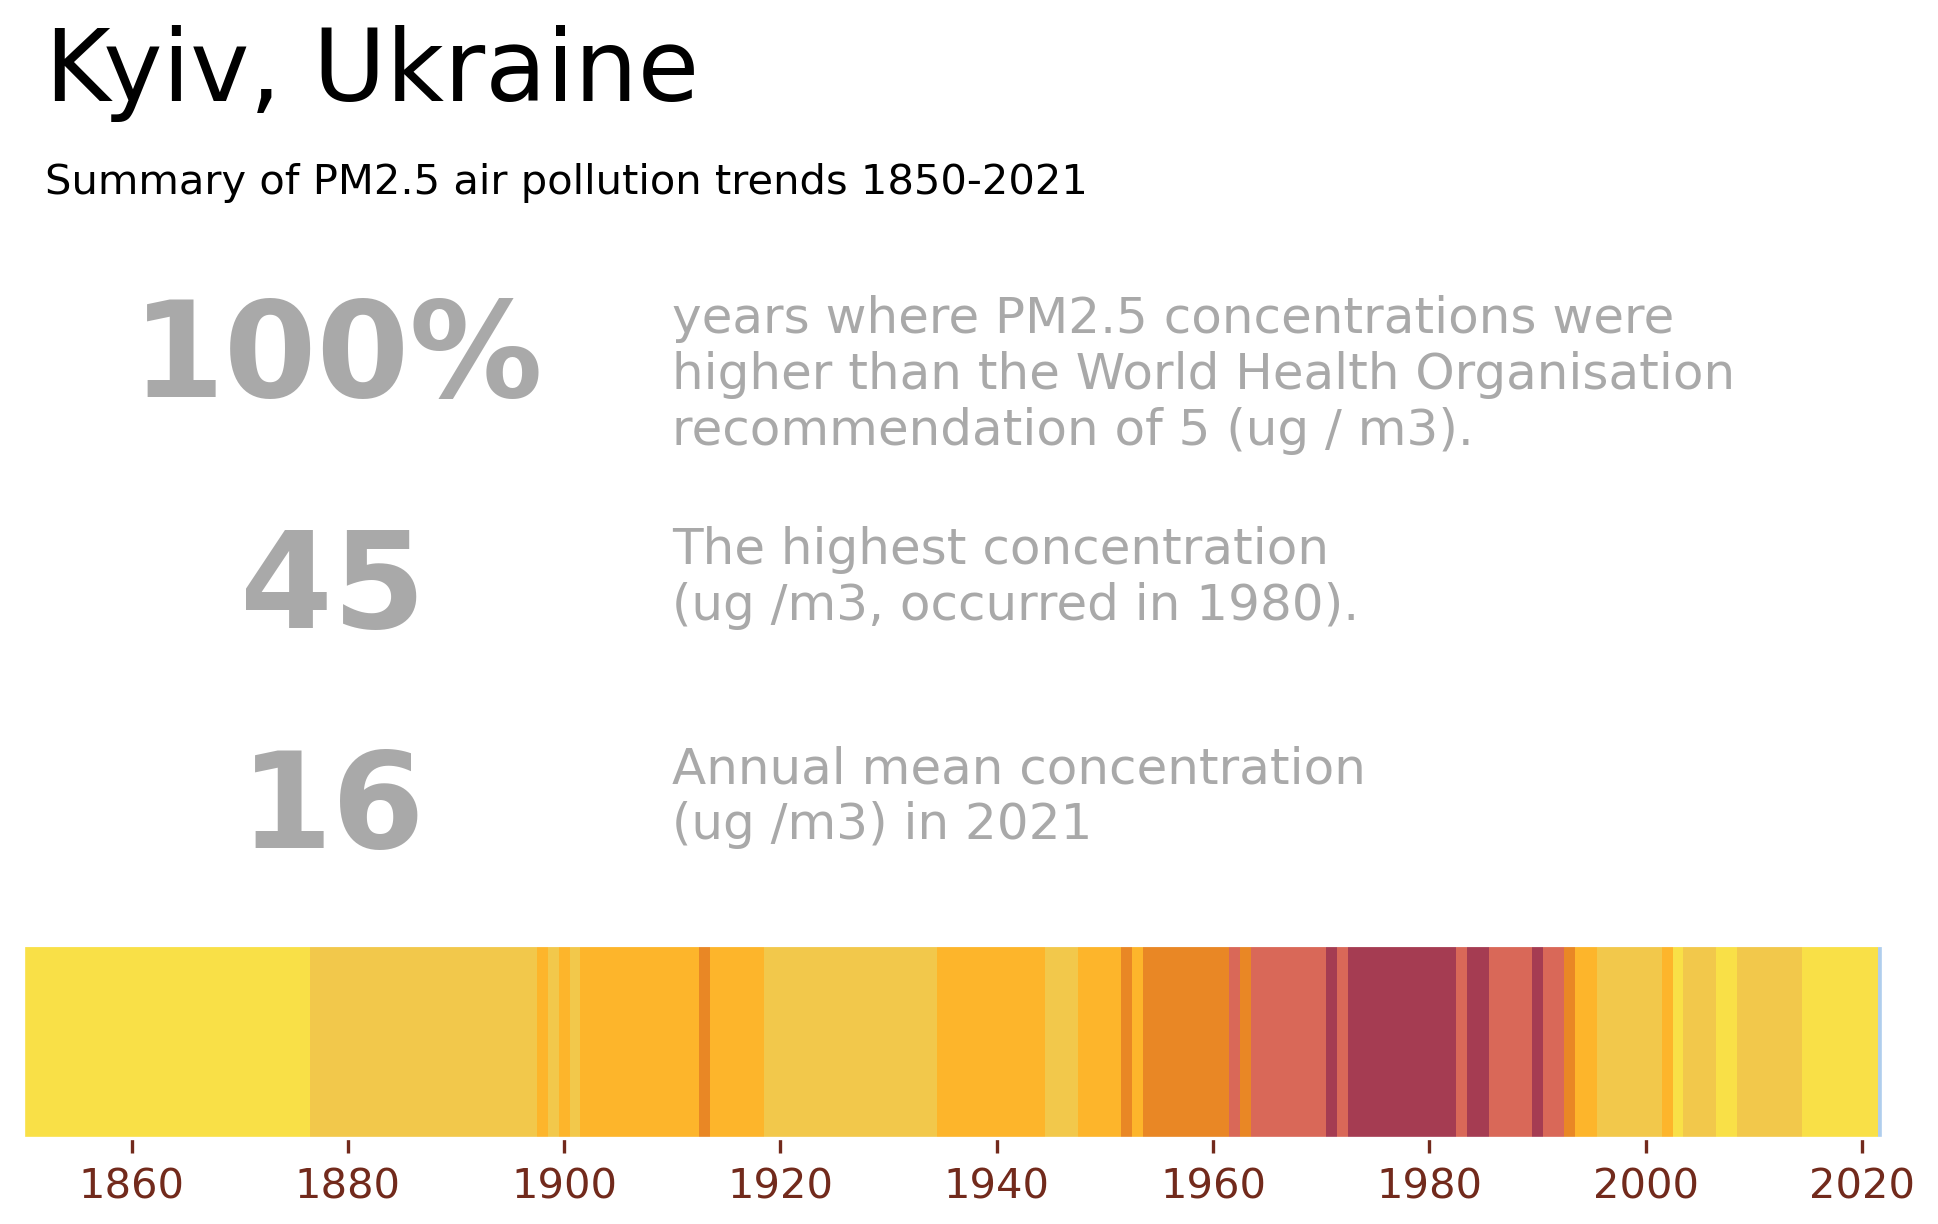 Kyiv, Ukraine
Summary of PM2.5 air pollution trends 1850-2021
100%
years where PM2.5 concentrations were
higher than the World Health Organisation
recommendation of 5 (ug / m3).
45
The highest concentration
(ug /m3, occurred in 1980).
16
Annual mean concentration
(ug /m3) in 2021
1860 1880 1900 1920 1940 1960 1980 2000 2020